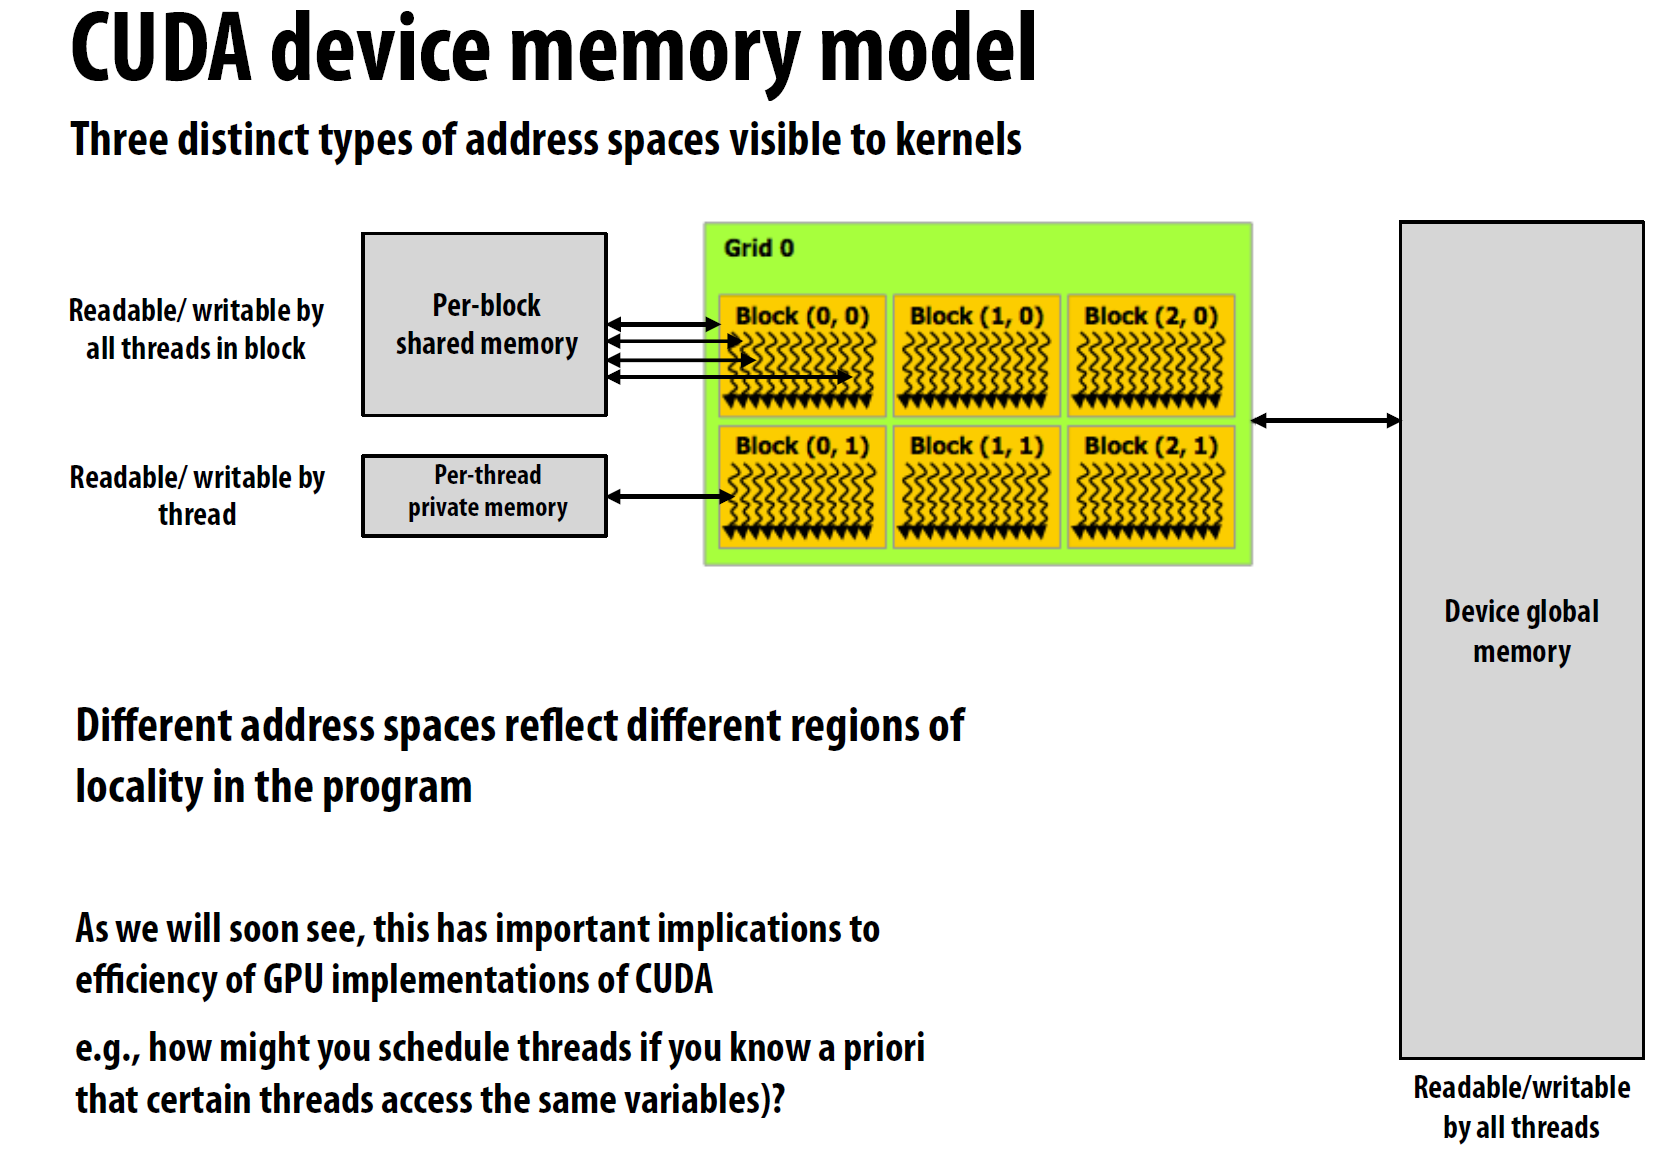 CUDA device memory model
Three distinct types of address spaces visible to kernels
Readable/ writable by
all threads in block
Per-block
shared memory
Readable/ writable by
thread
Per-thread
private memory
Grid 0
Block (0, 0)
Block (1, 0)
Block (2, 0)
Block (0, 1)
Block (1, 1)
Block (2, 1)
Device global
memory
Readable/writable
by all threads
Different address spaces reflect different regions of
locality in the program
As we will soon see, this has important implications to
efficiency of GPU implementations of CUDA
e.g., how might you schedule threads if you know a priori
that certain threads access the same variables)?